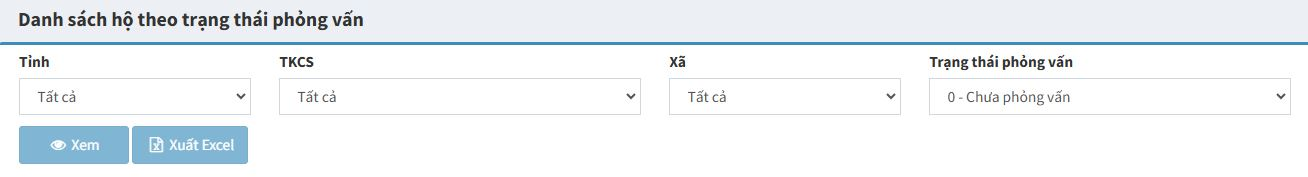 Danh sách hộ theo trạng thái phỏng vấn
Tỉnh TKCS Xã Trạng thái phỏng vấn
Tất cả Tất cả Tất cả 0 - Chưa phỏng vấn
Xem Xuất Excel